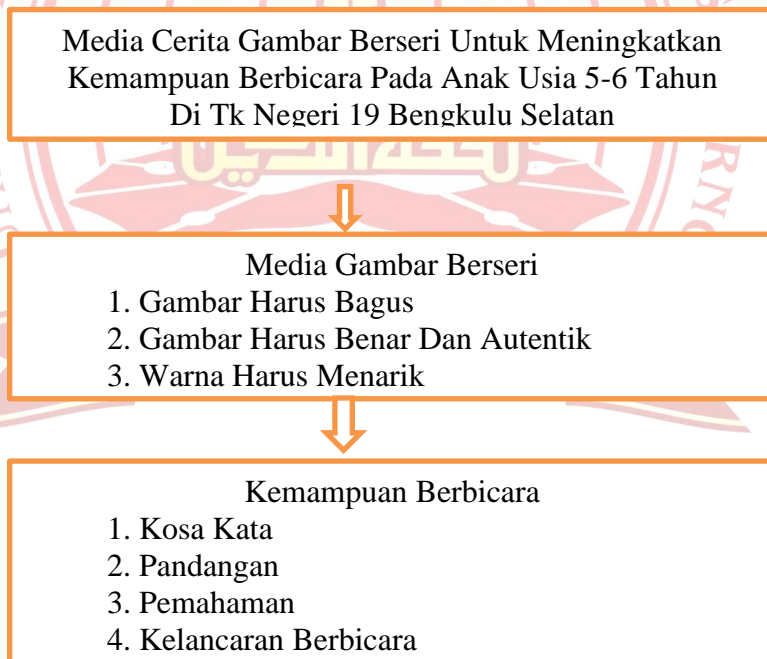 Media Cerita Gambar Berseri Untuk Meningkatkan
Kemampuan Berbicara Pada Anak Usia 5-6 Tahun
Di Tk Negeri 19 Bengkulu Selatan
Media Gambar Berseri
1. Gambar Harus Bagus
2. Gambar Harus Benar Dan Autentik
3. Warna Harus Menarik
Kemampuan Berbicara
1. Kosa Kata
2. Pandangan
3. Pemahaman
4. Kelancaran Berbicara